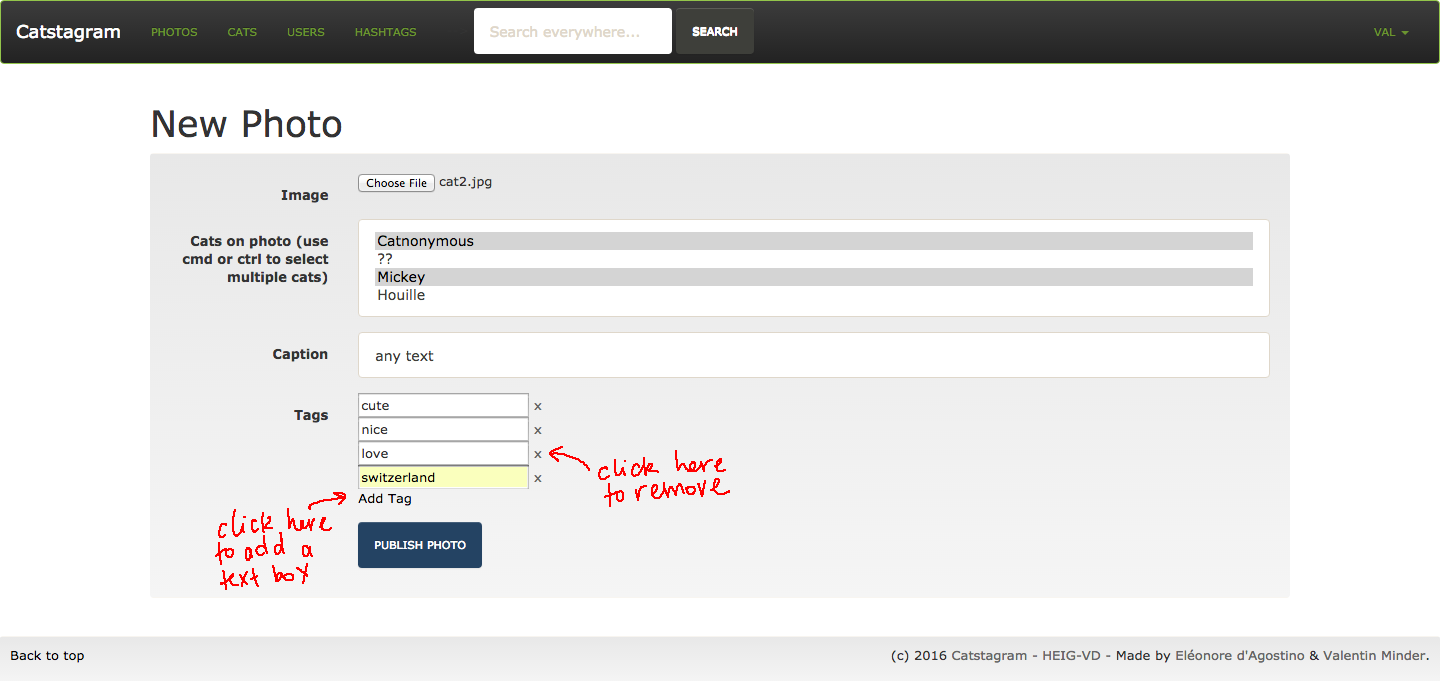 Catstagram PHOTOS CATS USERS HASHTAGS Search everywhere... SEARCH VAL
New Photo
Image Choose File cat2.jpg
Cats on photo (use
cmd or ctrl to select
multiple cats)
Catnonymous
??
Mickey
Houille
Caption any text
Tags
cute x
nice x
love x
switzerland x
Add Tag
click here
to remove
click here
to add a
text box
PUBLISH PHOTO
Back to top (c) 2016 Catstagram - HEIG-VD - Made by Eléonore d'Agostino & Valentin Minder.